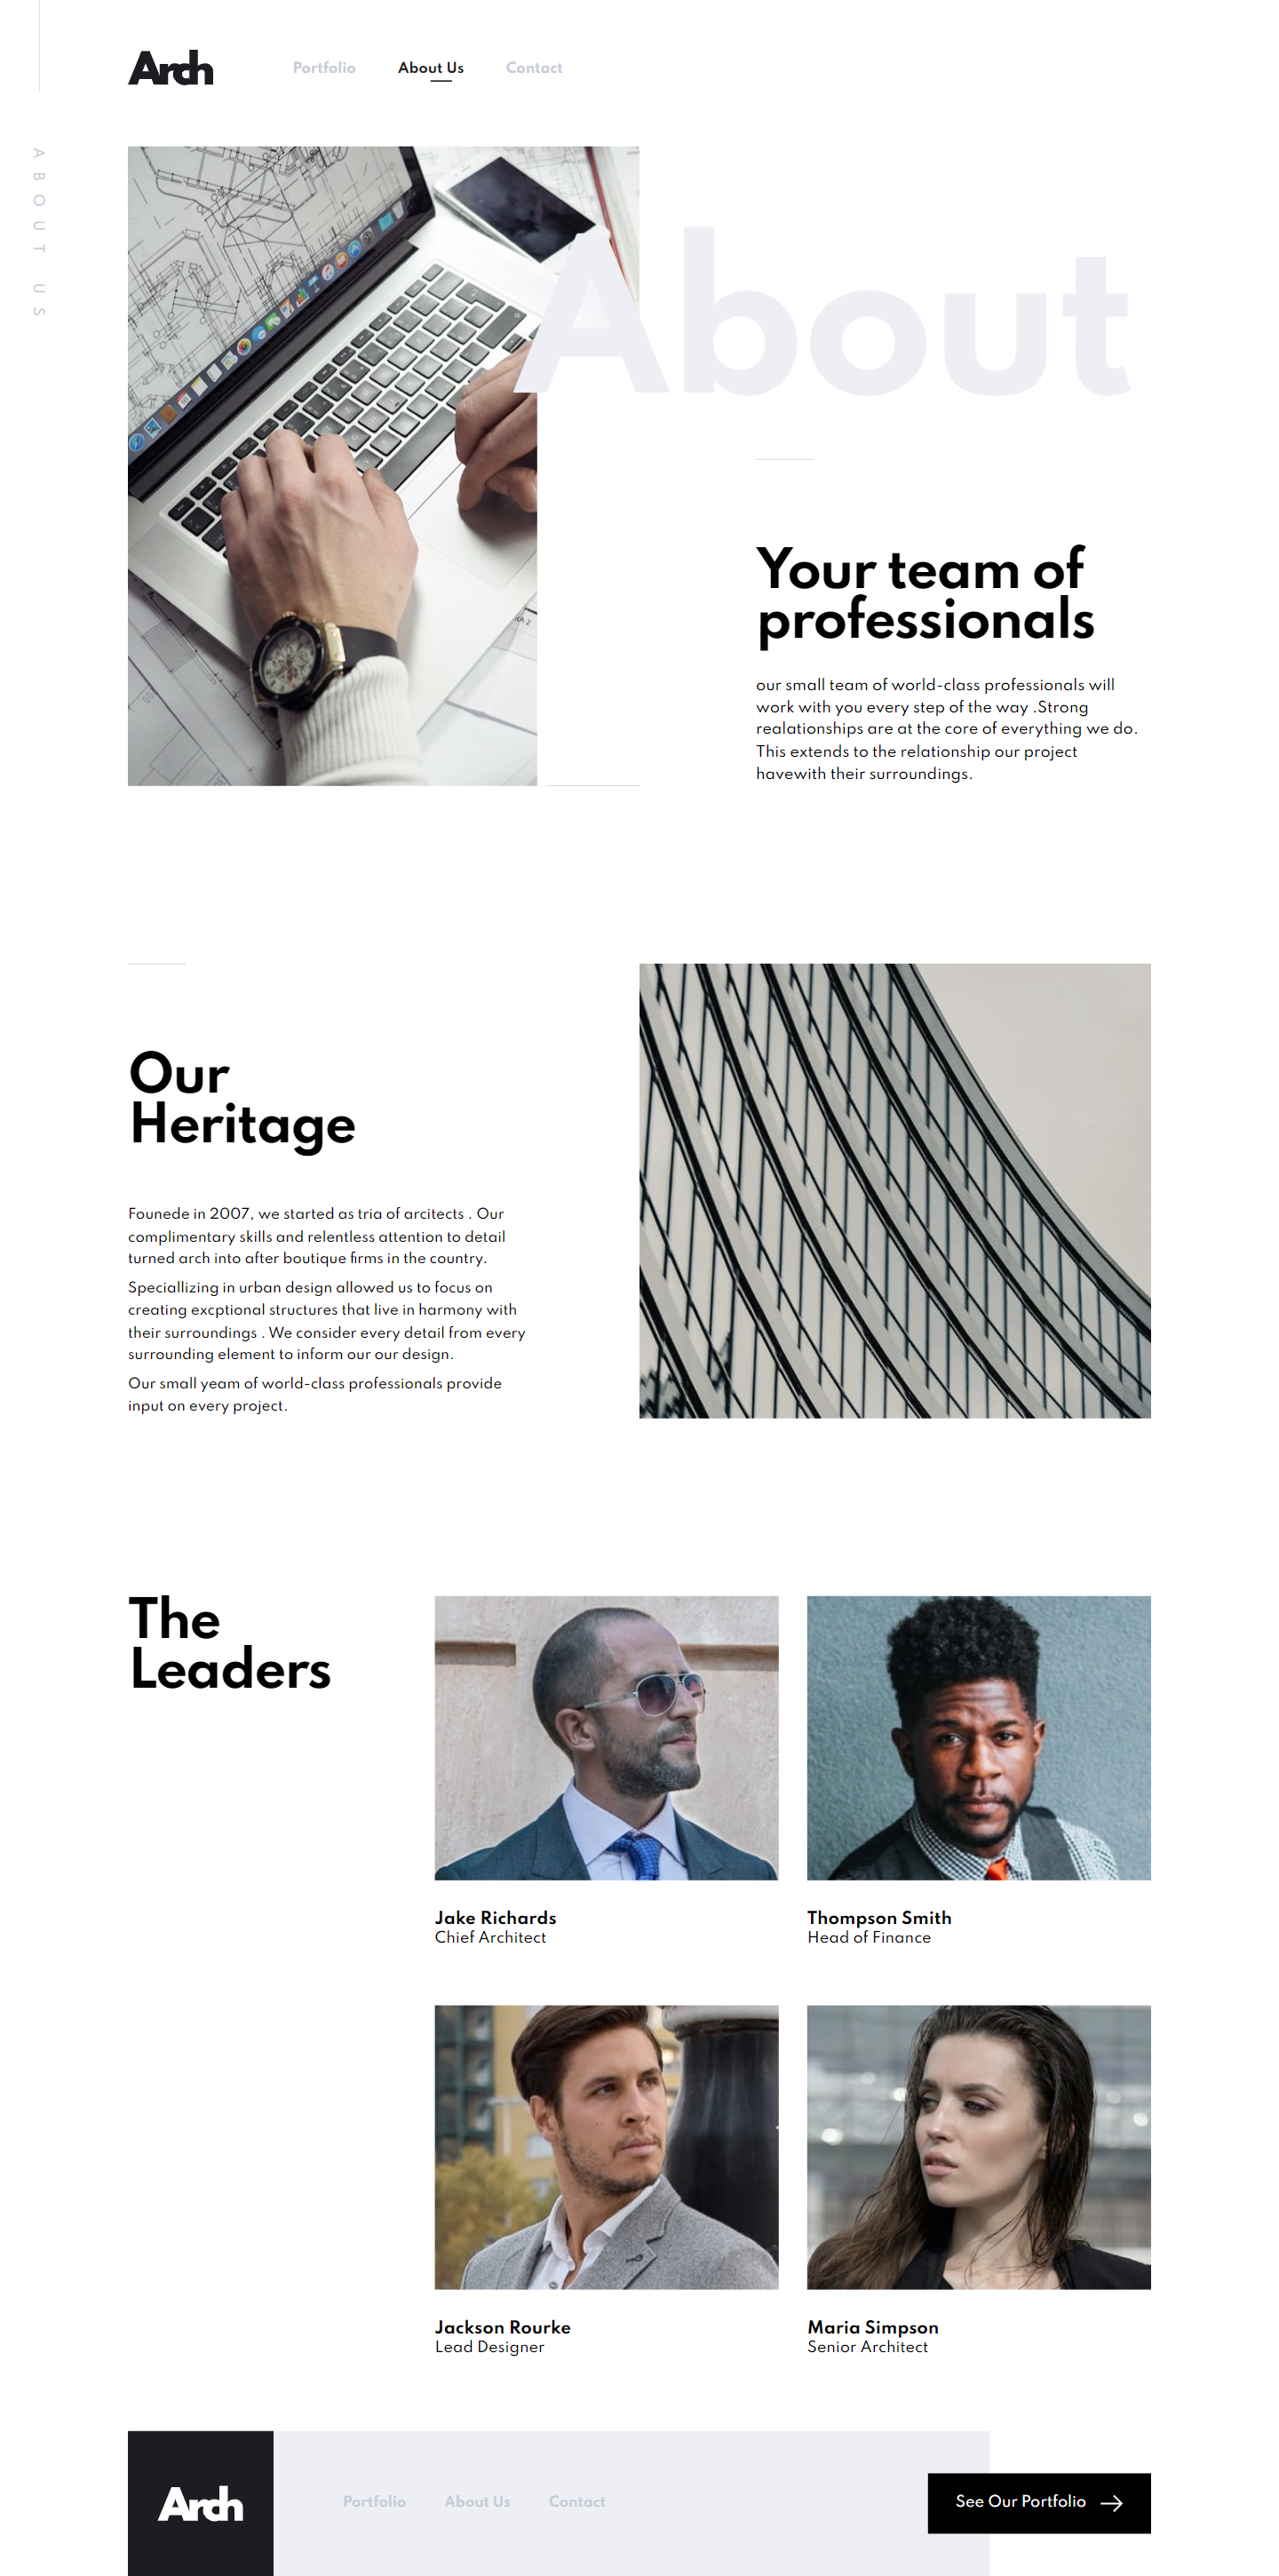 Arch
Portfolio About Us Contact
ABOUT US
About
Your team of
professionals
our small team of world-class professionals will
work with you every step of the way .Strong
realationships are at the core of everything we do.
This extends to the relationship our project
havewith their surroundings.
Our
Heritage
Founede in 2007, we started as tria of arcitects . Our
complimentary skills and relentless attention to detail
turned arch into after boutique firms in the country.
Speciallizing in urban design allowed us to focus on
creating excptional structures that live in harmony with
their surroundings . We consider every detail from every
surrounding element to inform our our design.
Our small yeam of world-class professionals provide
input on every project.
The
Leaders
Jake Richards
Chief Architect
Thompson Smith
Head of Finance
Jackson Rourke
Lead Designer
Maria Simpson
Senior Architect
Arch
Portfolio About Us Contact
See Our Portfolio